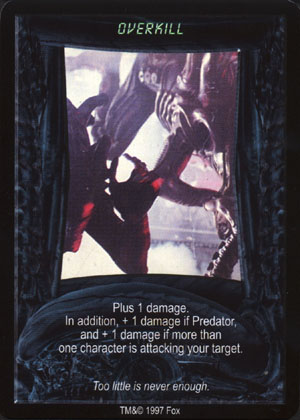 OVERKILL
Plus 1 damage.
In addition, + 1 damage if Predator,
and + 1 damage if more than
one character is attacking your target.
Too little is never enough.
TM&© 1997 Fox